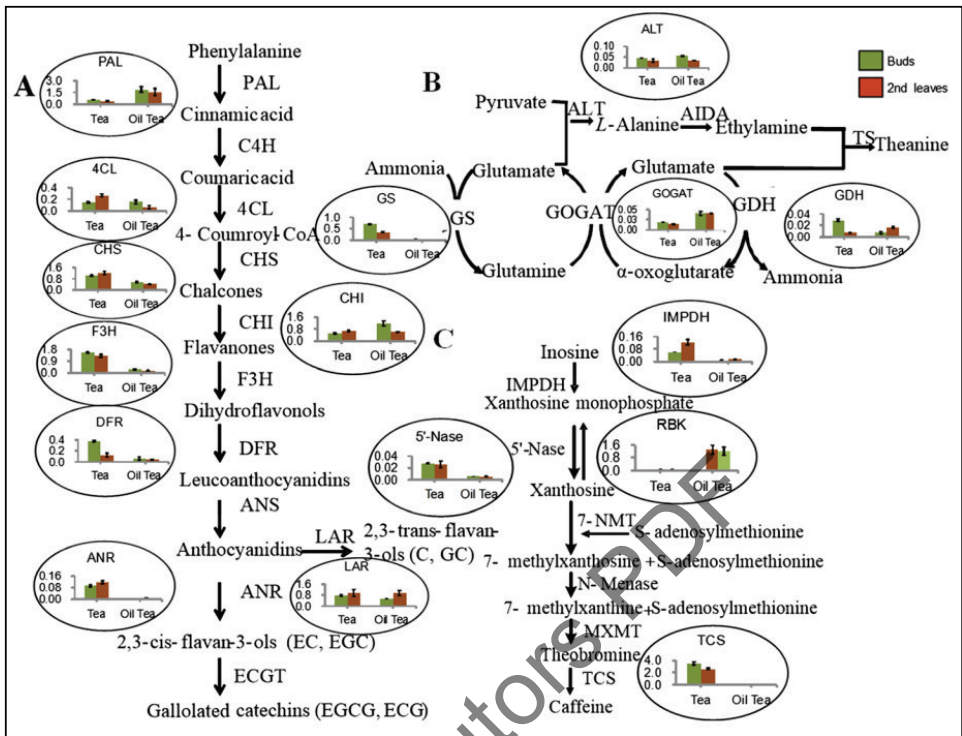 A
Phenylalanine
PAL
Cinnamicacid
C4H
Coumaricacid
4CL
4- Coumroyl-CoA
CHS
Chalcones
CHI
Flavanones
F3H
Dihydroflavonols
DFR
Leucoanthocyanidins
ANS
Anthocyanidins
LAR
2,3-trans-flavan-
3-ols (C, GC)
ANR
2,3-cis-flavan-3-ols (EC, EGC)
ECGT
Gallolated catechins (EGCG, ECG)
PAL
3.0
1.5
0.0
Tea Oil Tea
4CL
0.4
0.2
0.0
Tea Oil Tea
CHS
1.6
0.8
0.0
Tea Oil Tea
CHI
1.6
0.8
0.0
Tea Oil Tea
F3H
1.8
0.9
0.0
Tea Oil Tea
DFR
0.4
0.2
0.0
Tea Oil Tea
ANR
0.16
0.08
0.00
Tea Oil Tea
LAR
1.6
0.8
0.0
Tea Oil Tea
B
Buds
2nd leaves
ALT
0.10
0.05
0.00
Tea Oil Tea
Pyruvate
ALT
L-Alanine
AIDA
Ethylamine
TS
Theanine
Ammonia
Glutamate
Glutamate
GS
GOGAT
GDH
Glutamine
α-oxoglutarate
Ammonia
GS
1.0
0.5
0.0
Tea Oil Tea
GOGAT
0.05
0.03
0.00
Tea Oil Tea
GDH
0.04
0.02
0.00
Tea Oil Tea
C
Inosine
IMPDH
Xanthosine monophosphate
5'-Nase
Xanthosine
7- NMT
S- adenosylmethionine
7- methylxanthosine +S-adenosylmethionine
N- Menase
7- methylxanthine+S-adenosylmethionine
MXMT
Theobromine
TCS
Caffeine
IMPDH
0.16
0.08
0.00
Tea Oil Tea
5'-Nase
0.04
0.02
0.00
Tea Oil Tea
RBK
1.6
0.8
0.0
Tea Oil Tea
TCS
4.0
2.0
0.0
Tea Oil Tea
utors PDF